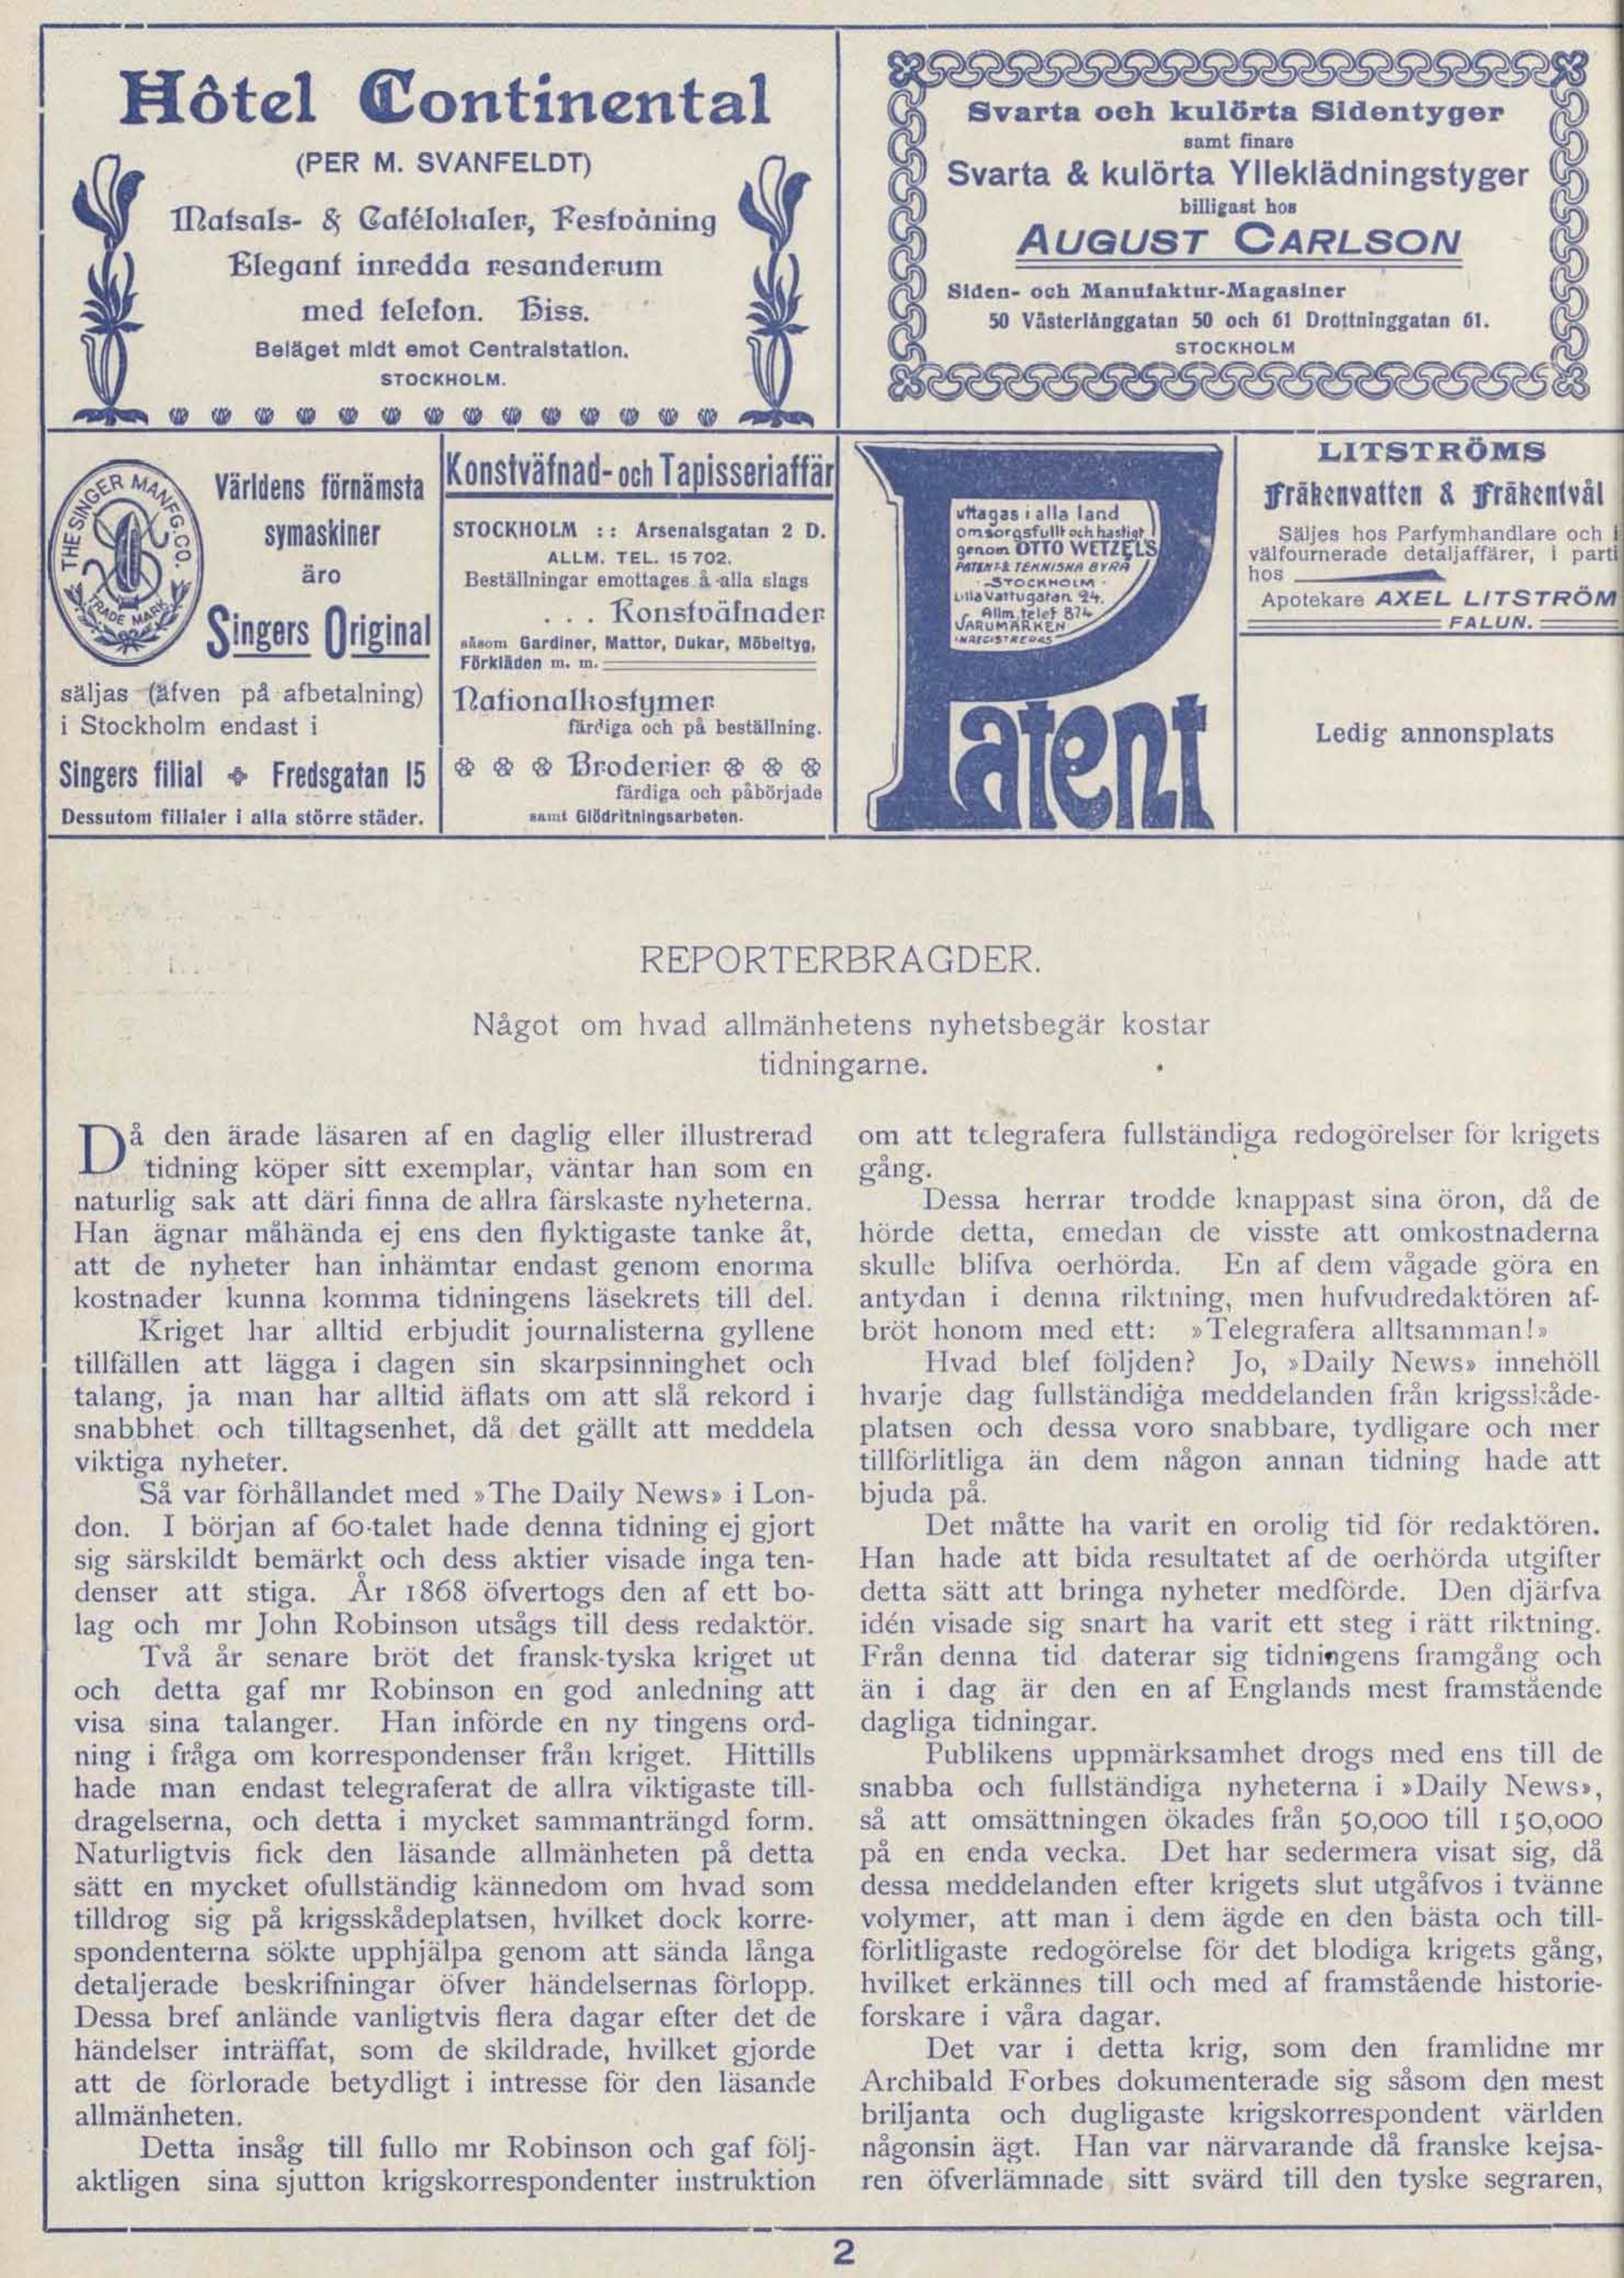 Hôtel Continental
(PER M. SVANFELDT)
Matsals- & Cafélokaler, Festvåning
Elegant inredda resanderum
med telefon. Hiss.
Beläget midt emot Centralstation.
STOCKHOLM.
Svarta och kulörta Sidentyger
samt finare
Svarta & kulörta Ylleklädningstyger
billigast hos
AUGUST CARLSON
Siden- och Manufaktur-Magasiner
50 Västerlånggatan 50 och 61 Drottninggatan 61.
STOCKHOLM
THE SINGER MANFG. CO.
TRADE MARK
Världens förnämsta
symaskiner
äro
Singers Original
säljas (äfven på afbetalning)
i Stockholm endast i
Singers filial Fredsgatan 15
Dessutom filialer i alla större städer.
Konstväfnad- och Tapisseriaffär
STOCKHOLM :: Arsenalsgatan 2 D.
ALLM. TEL. 15 702.
Beställningar emottages å alla slags
. . . Konstväfnader
såsom Gardiner, Mattor, Dukar, Möbeltyg,
Förkläden m. m.
Nationalkostymer
färdiga och på beställning.
Broderier
färdiga och påbörjade
samt Glödritningsarbeten.
Patent
uttagas i alla land
omsorgsfullt och hastigt
genom OTTO WETZELS
PATENT-& TEKNISKA BYRÅ
STOCKHOLM
Lilla Vattugatan 24.
Allm. telef 874
VARUMÄRKEN
INREGISTRERAS
LITSTRÖMS
Fräkenvatten & Fräkentvål
Säljes hos Parfymhandlare och i
välfournerade detaljaffärer, i parti
hos
Apotekare AXEL LITSTRÖM
FALUN.
Ledig annonsplats
REPORTERBRAGDER.
Något om hvad allmänhetens nyhetsbegär kostar
tidningarne.
Då den ärade läsaren af en daglig eller illustrerad
tidning köper sitt exemplar, väntar han som en
naturlig sak att däri finna de allra färskaste nyheterna.
Han ägnar måhända ej ens den flyktigaste tanke åt,
att de nyheter han inhämtar endast genom enorma
kostnader kunna komma tidningens läsekrets till del.
Kriget har alltid erbjudit journalisterna gyllene
tillfällen att lägga i dagen sin skarpsinninghet och
talang, ja man har alltid äflats om att slå rekord i
snabbhet och tilltagsenhet, då det gällt att meddela
viktiga nyheter.
Så var förhållandet med »The Daily News» i Lon-
don. I början af 60-talet hade denna tidning ej gjort
sig särskildt bemärkt och dess aktier visade inga ten-
denser att stiga. År 1868 öfvertogs den af ett bo-
lag och mr John Robinson utsågs till dess redaktör.
Två år senare bröt det fransk-tyska kriget ut
och detta gaf mr Robinson en god anledning att
visa sina talanger. Han införde en ny tingens ord-
ning i fråga om korrespondenser från kriget. Hittills
hade man endast telegraferat de allra viktigaste till-
dragelserna, och detta i mycket sammanträngd form.
Naturligtvis fick den läsande allmänheten på detta
sätt en mycket ofullständig kännedom om hvad som
tilldrog sig på krigsskådeplatsen, hvilket dock korre-
spondenterna sökte upphjälpa genom att sända långa
detaljerade beskrifningar öfver händelsernas förlopp.
Dessa bref anlände vanligtvis flera dagar efter det de
händelser inträffat, som de skildrade, hvilket gjorde
att de förlorade betydligt i intresse för den läsande
allmänheten.
Detta insåg till fullo mr Robinson och gaf följ-
aktligen sina sjutton krigskorrespondenter instruktion
om att telegrafera fullständiga redogörelser för krigets
gång.
Dessa herrar trodde knappast sina öron, då de
hörde detta, emedan de visste att omkostnaderna
skulle blifva oerhörda. En af dem vågade göra en
antydan i denna riktning, men hufvudredaktören af-
bröt honom med ett: »Telegrafera alltsamman!»
Hvad blef följden? Jo, »Daily News» innehöll
hvarje dag fullständiga meddelanden från krigsskåde-
platsen och dessa voro snabbare, tydligare och mer
tillförlitliga än dem någon annan tidning hade att
bjuda på.
Det måtte ha varit en orolig tid för redaktören.
Han hade att bida resultatet af de oerhörda utgifter
detta sätt att bringa nyheter medförde. Den djärfva
idén visade sig snart ha varit ett steg i rätt riktning.
Från denna tid daterar sig tidningens framgång och
än i dag är den en af Englands mest framstående
dagliga tidningar.
Publikens uppmärksamhet drogs med ens till de
snabba och fullständiga nyheterna i »Daily News»,
så att omsättningen ökades från 50,000 till 150,000
på en enda vecka. Det har sedermera visat sig, då
dessa meddelanden efter krigets slut utgåfvos i tvänne
volymer, att man i dem ägde en den bästa och till-
förlitligaste redogörelse för det blodiga krigets gång,
hvilket erkännes till och med af framstående historie-
forskare i våra dagar.
Det var i detta krig, som den framlidne mr
Archibald Forbes dokumenterade sig såsom den mest
briljanta och dugligaste krigskorrespondent världen
någonsin ägt. Han var närvarande då franske kejsa-
ren öfverlämnade sitt svärd till den tyske segraren,
2